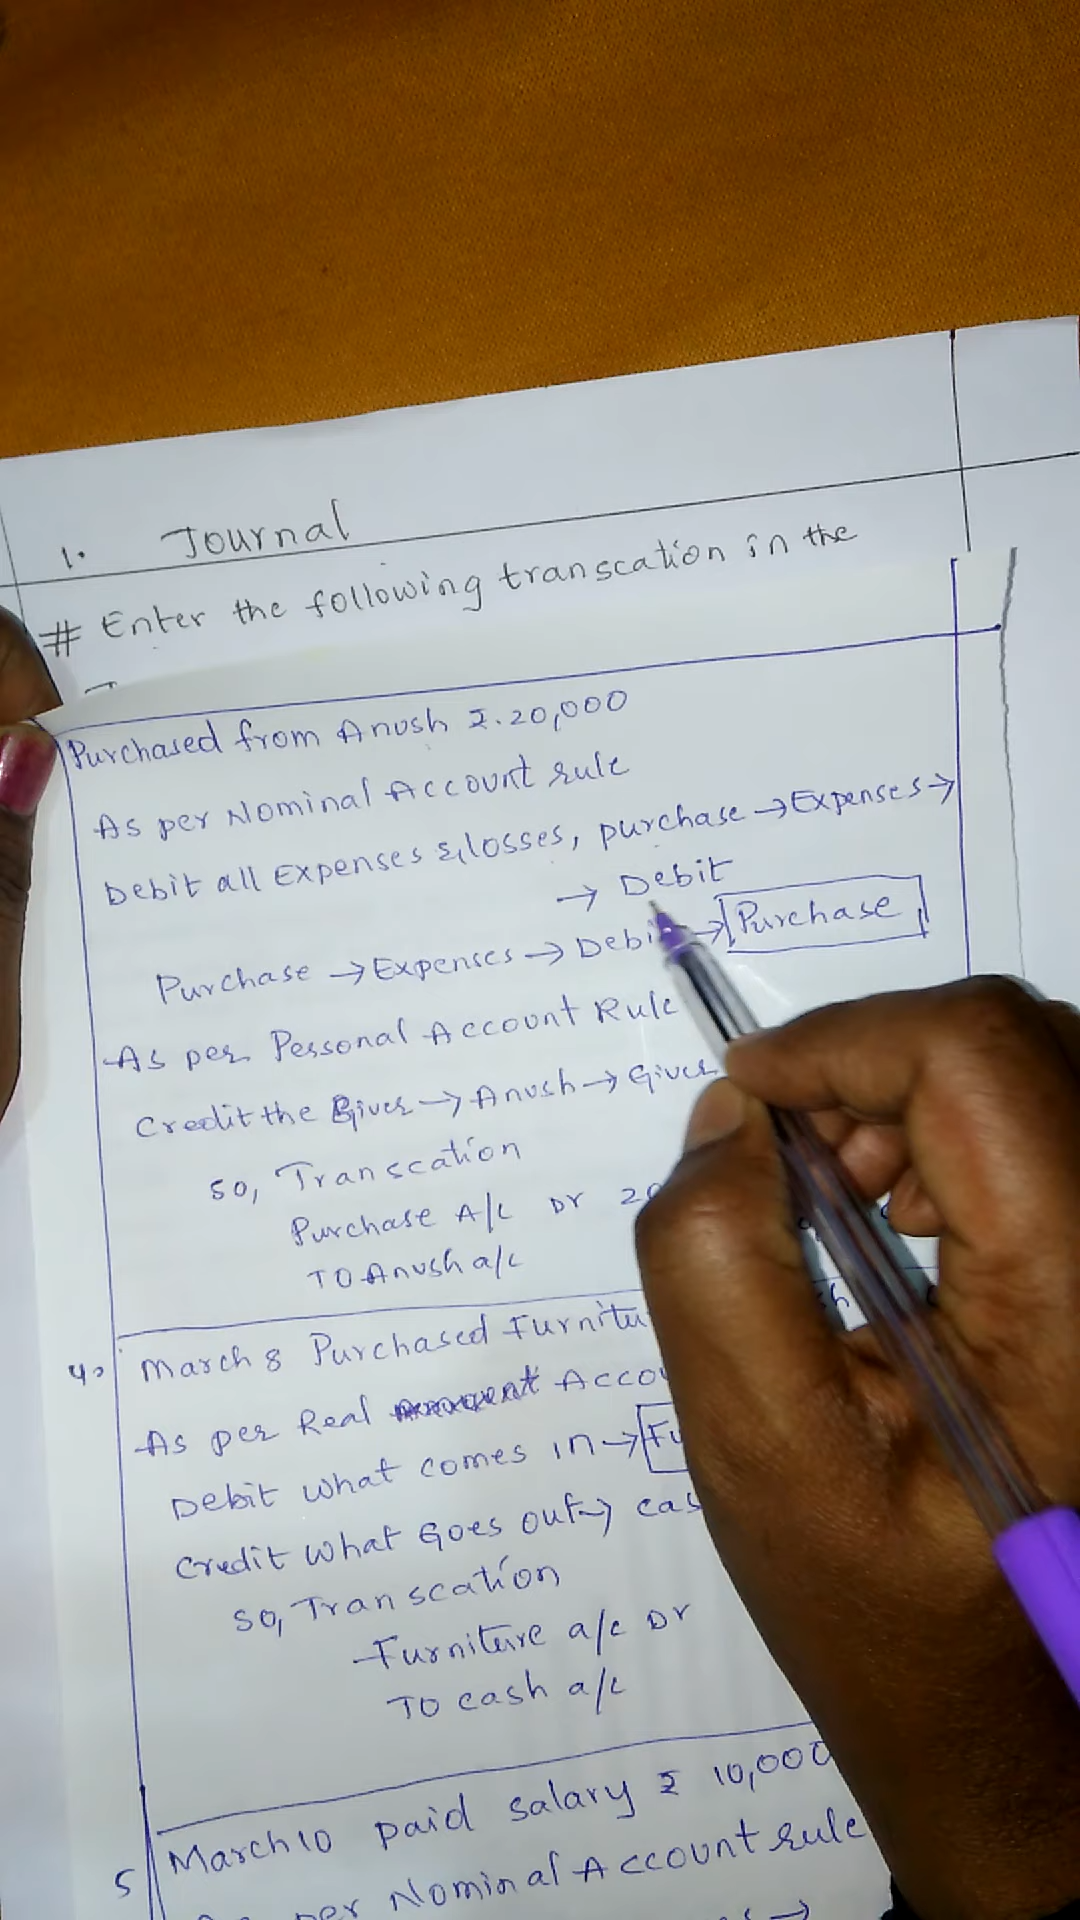 1. Journal
# Enter the following transcation in the
Purchased from Anush ₹.20,000
As per Nominal Account rule
Debit all Expenses & losses, purchase → Expenses →
→ Debit
Purchase → Expenses → Debit → Purchase
As per Personal Account Rule
Credit the Giver → Anush → Giver
So, Transcation
Purchase A/c Dr
To Anush a/c
4) March 8 Purchased
As per Real
Debit what comes in →
Credit what Goes out →
So, Transcation
Furniture a/c Dr
To cash a/c
5 March 10 paid salary ₹ 10,000
per Nominal Account rule